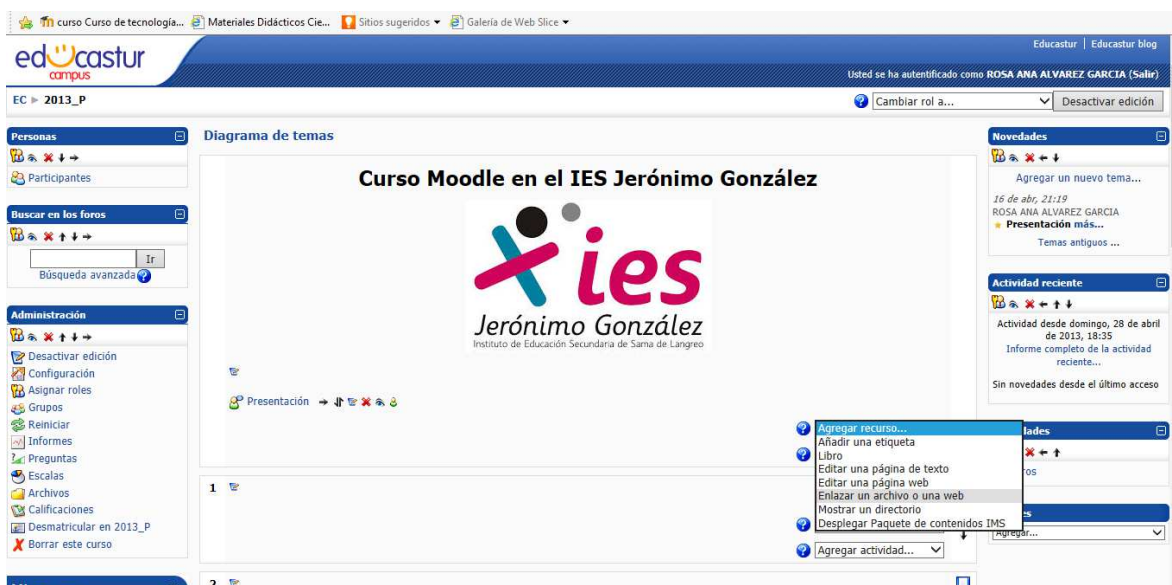 curso Curso de tecnología... Materiales Didácticos Cie... Sitios sugeridos Galería de Web Slice
educastur
campus
Educastur | Educastur blog
Usted se ha autentificado como ROSA ANA ALVAREZ GARCIA (Salir)
EC ► 2013_P
Cambiar rol a...
Desactivar edición
Personas
Participantes
Buscar en los foros
Ir
Búsqueda avanzada
Administración
Desactivar edición
Configuración
Asignar roles
Grupos
Reiniciar
Informes
Preguntas
Escalas
Archivos
Calificaciones
Desmatricular en 2013_P
Borrar este curso
Diagrama de temas
Curso Moodle en el IES Jerónimo González
ies
Jerónimo González
Instituto de Educación Secundaria de Sama de Langreo
Presentación
Agregar recurso...
Añadir una etiqueta
Libro
Editar una página de texto
Editar una página web
Enlazar un archivo o una web
Mostrar un directorio
Desplegar Paquete de contenidos IMS
1
Agregar actividad...
2
Novedades
Agregar un nuevo tema...
16 de abr, 21:19
ROSA ANA ALVAREZ GARCIA
Presentación más...
Temas antiguos ...
Actividad reciente
Actividad desde domingo, 28 de abril
de 2013, 18:35
Informe completo de la actividad
reciente...
Sin novedades desde el último acceso
Agregar...